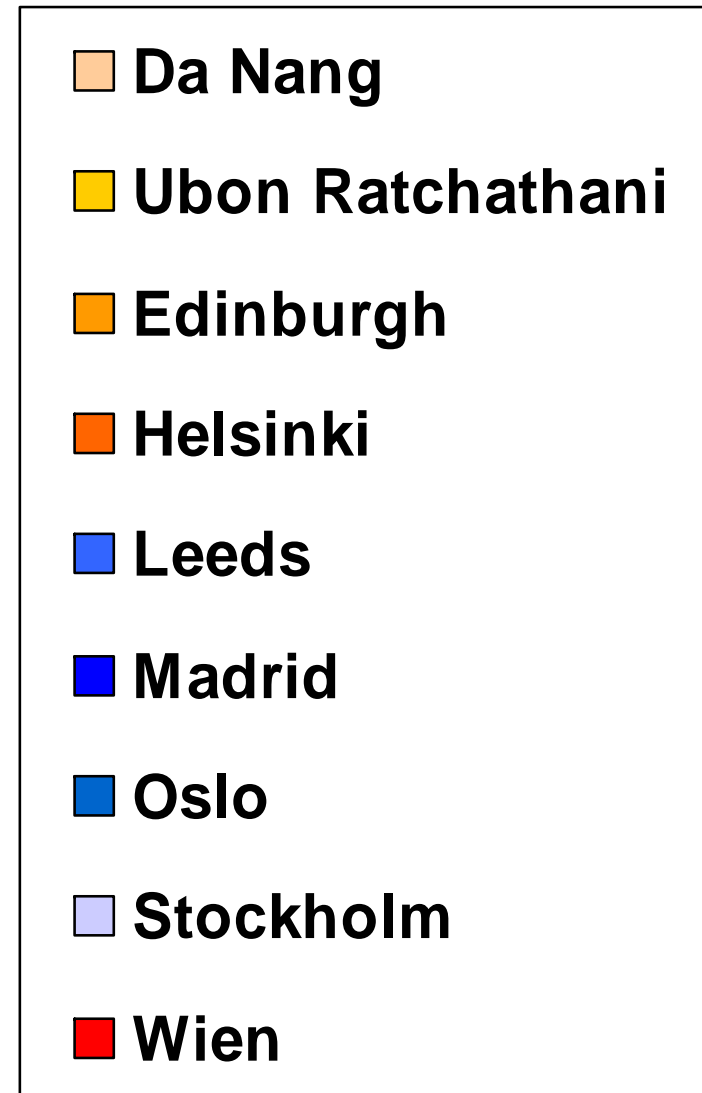 Da Nang
Ubon Ratchathani
Edinburgh
Helsinki
Leeds
Madrid
Oslo
Stockholm
Wien